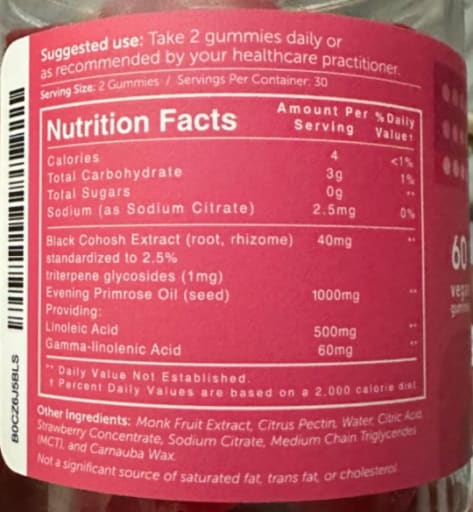 Suggested use: Take 2 gummies daily or
as recommended by your healthcare practitioner.
Serving Size: 2 Gummies / Servings Per Container: 30
Nutrition Facts
Amount Per Serving
% Daily Value†
Calories 4 <1%
Total Carbohydrate 3g 1%
Total Sugars 0g **
Sodium (as Sodium Citrate) 2.5mg 0%
Black Cohosh Extract (root, rhizome) 40mg **
standardized to 2.5%
triterpene glycosides (1mg)
Evening Primrose Oil (seed) 1000mg **
Providing:
Linoleic Acid 500mg **
Gamma-linolenic Acid 60mg **
** Daily Value Not Established.
† Percent Daily Values are based on a 2,000 calorie diet
Other Ingredients: Monk Fruit Extract, Citrus Pectin, Water, Citric Acid,
Strawberry Concentrate, Sodium Citrate, Medium Chain Triglycerides
(MCT), and Carnauba Wax.
Not a significant source of saturated fat, trans fat, or cholesterol.
B0CZ6J5BLS
60
vegan